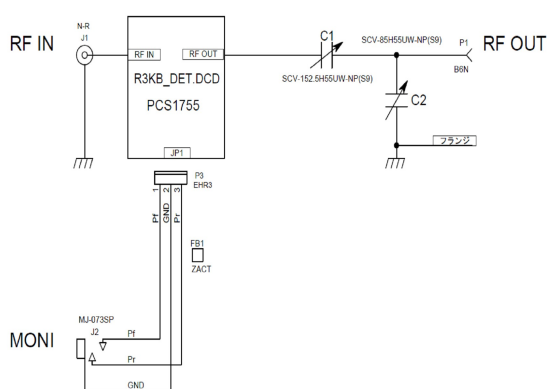 N-R
J1
RF IN
RF IN
RF OUT
R3KB_DET.DCD
PCS1755
JP1
C1
SCV-152.5H55UW-NP(S9)
SCV-85H55UW-NP(S9)
P1
RF OUT
B6N
C2
フランジ
P3
EHR3
1
2
3
Pf
GND
Pr
FB1
ZACT
MJ-073SP
J2
MONI
Pf
Pr
GND